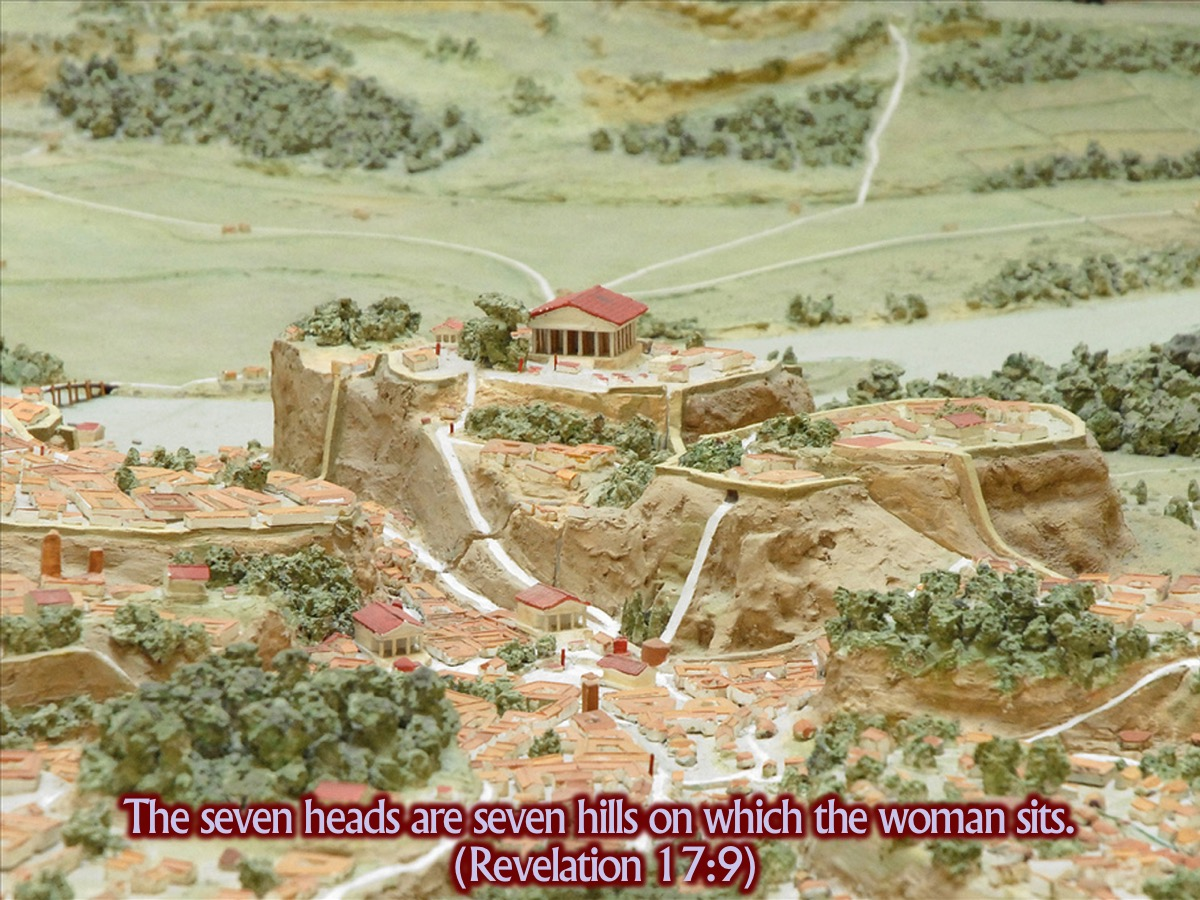 The seven heads are seven hills on which the woman sits.
(Revelation 17:9)